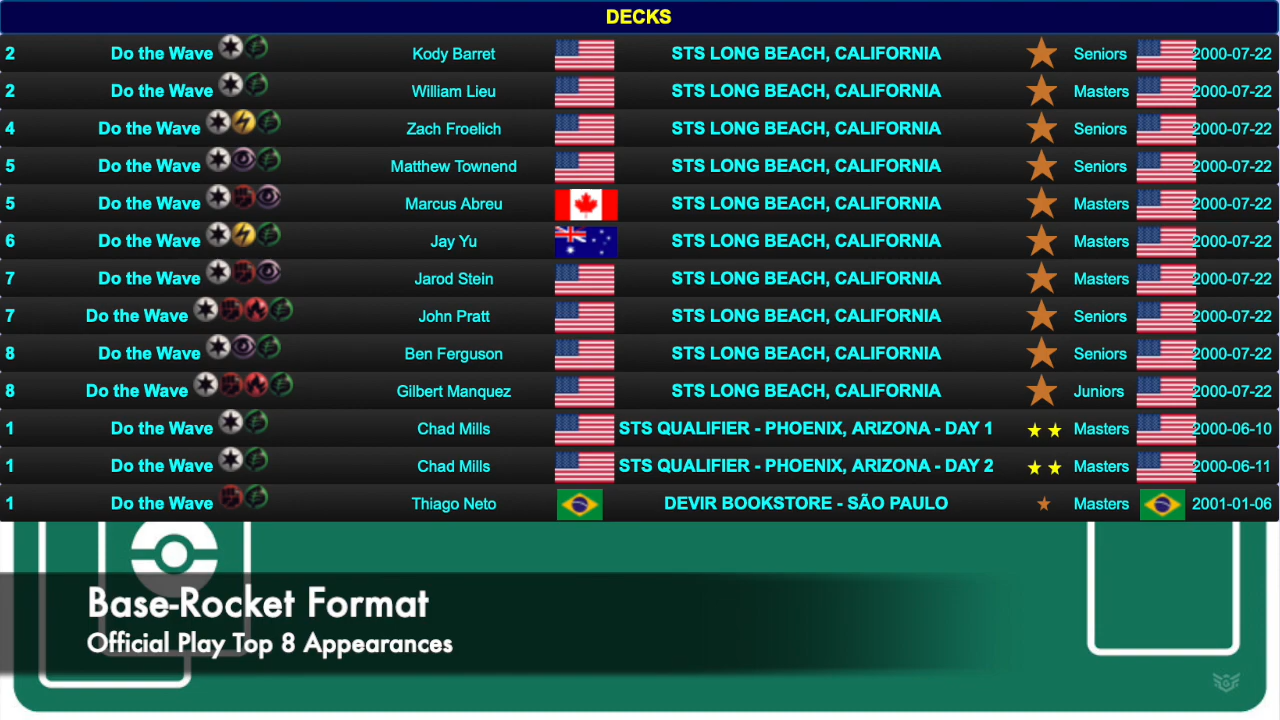 DECKS
2 Do the Wave Kody Barret STS LONG BEACH, CALIFORNIA Seniors 2000-07-22
2 Do the Wave William Lieu STS LONG BEACH, CALIFORNIA Masters 2000-07-22
4 Do the Wave Zach Froelich STS LONG BEACH, CALIFORNIA Seniors 2000-07-22
5 Do the Wave Matthew Townend STS LONG BEACH, CALIFORNIA Seniors 2000-07-22
5 Do the Wave Marcus Abreu STS LONG BEACH, CALIFORNIA Masters 2000-07-22
6 Do the Wave Jay Yu STS LONG BEACH, CALIFORNIA Masters 2000-07-22
7 Do the Wave Jarod Stein STS LONG BEACH, CALIFORNIA Masters 2000-07-22
7 Do the Wave John Pratt STS LONG BEACH, CALIFORNIA Seniors 2000-07-22
8 Do the Wave Ben Ferguson STS LONG BEACH, CALIFORNIA Seniors 2000-07-22
8 Do the Wave Gilbert Manquez STS LONG BEACH, CALIFORNIA Juniors 2000-07-22
1 Do the Wave Chad Mills STS QUALIFIER - PHOENIX, ARIZONA - DAY 1 Masters 2000-06-10
1 Do the Wave Chad Mills STS QUALIFIER - PHOENIX, ARIZONA - DAY 2 Masters 2000-06-11
1 Do the Wave Thiago Neto DEVIR BOOKSTORE - SÃO PAULO Masters 2001-01-06
Base-Rocket Format
Official Play Top 8 Appearances